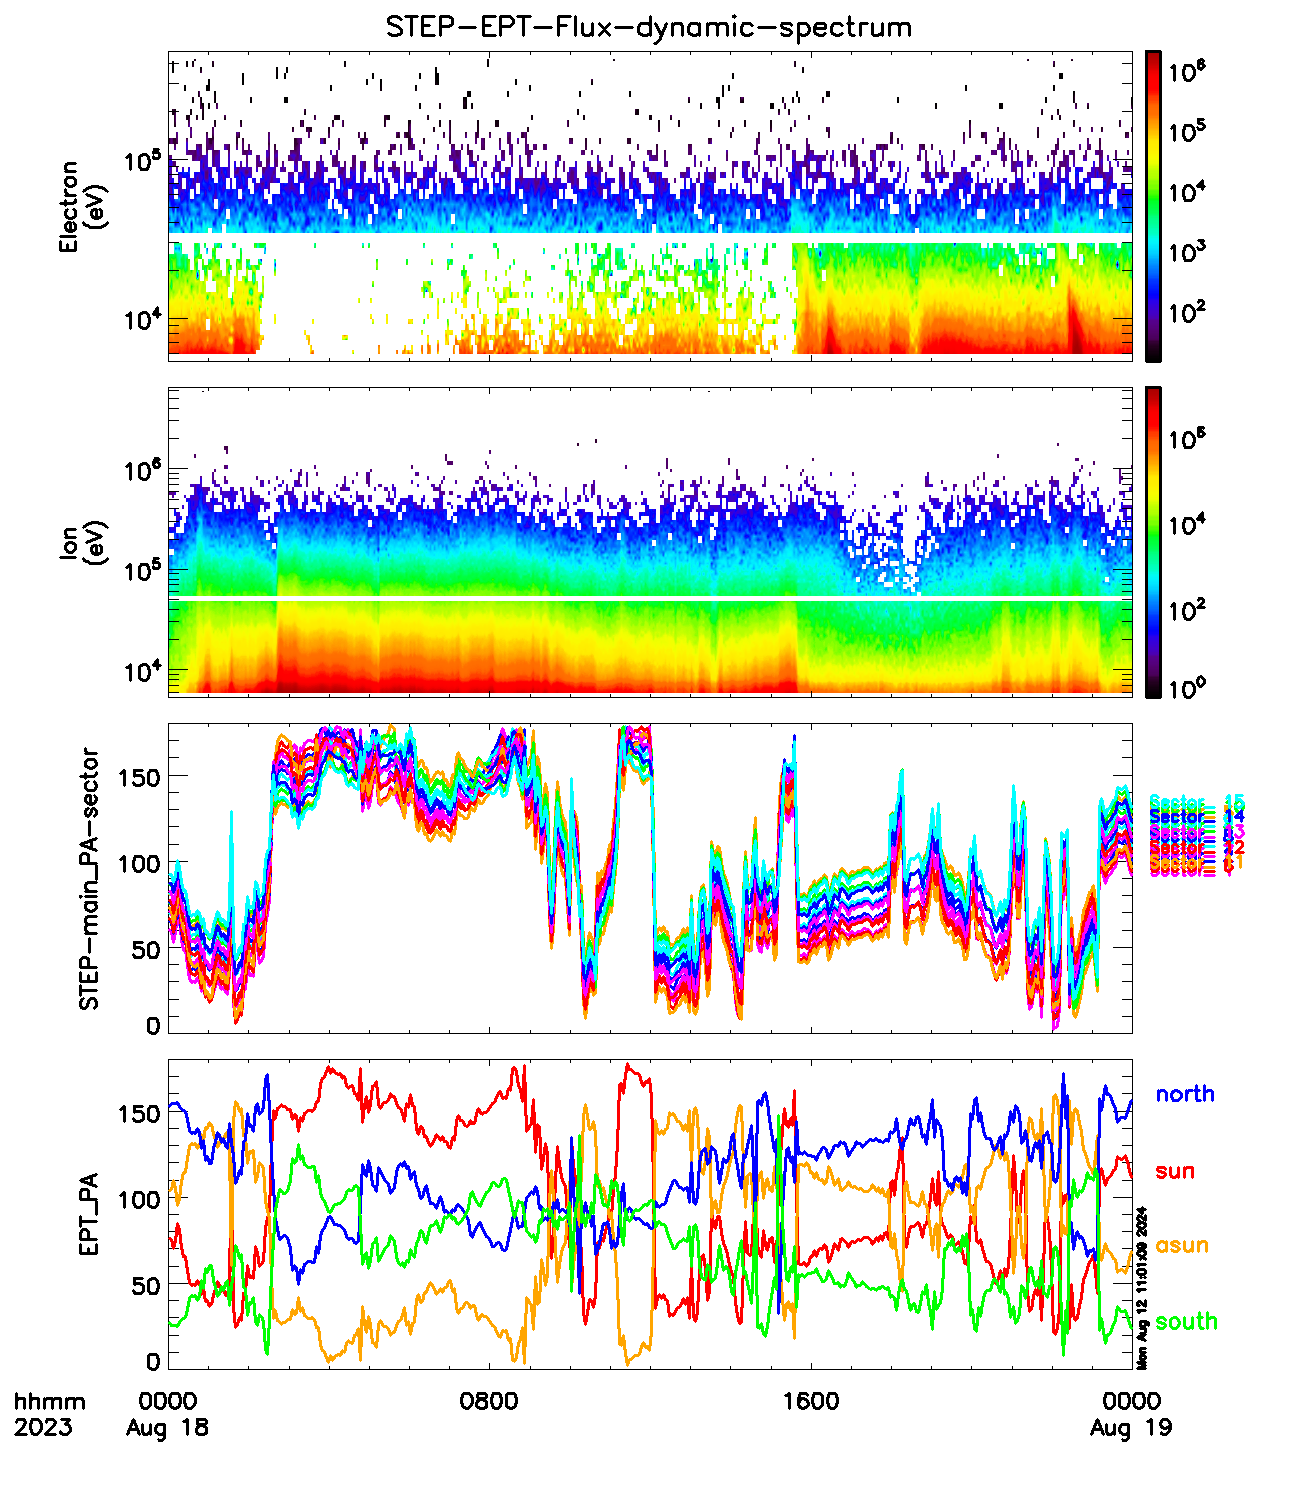 STEP-EPT-Flux-dynamic-spectrum
Electron
(eV)
10^5
10^4
10^6
10^5
10^4
10^3
10^2
Ion
(eV)
10^6
10^5
10^4
10^6
10^4
10^2
10^0
STEP-main_PA-sector
150
100
50
0
Sector_ 15
Sector_ 14
EPT_PA
150
100
50
0
north
sun
asun
south
Mon Aug 12 11:01:09 2024
hhmm
2023
0000
Aug 18
0800
1600
0000
Aug 19